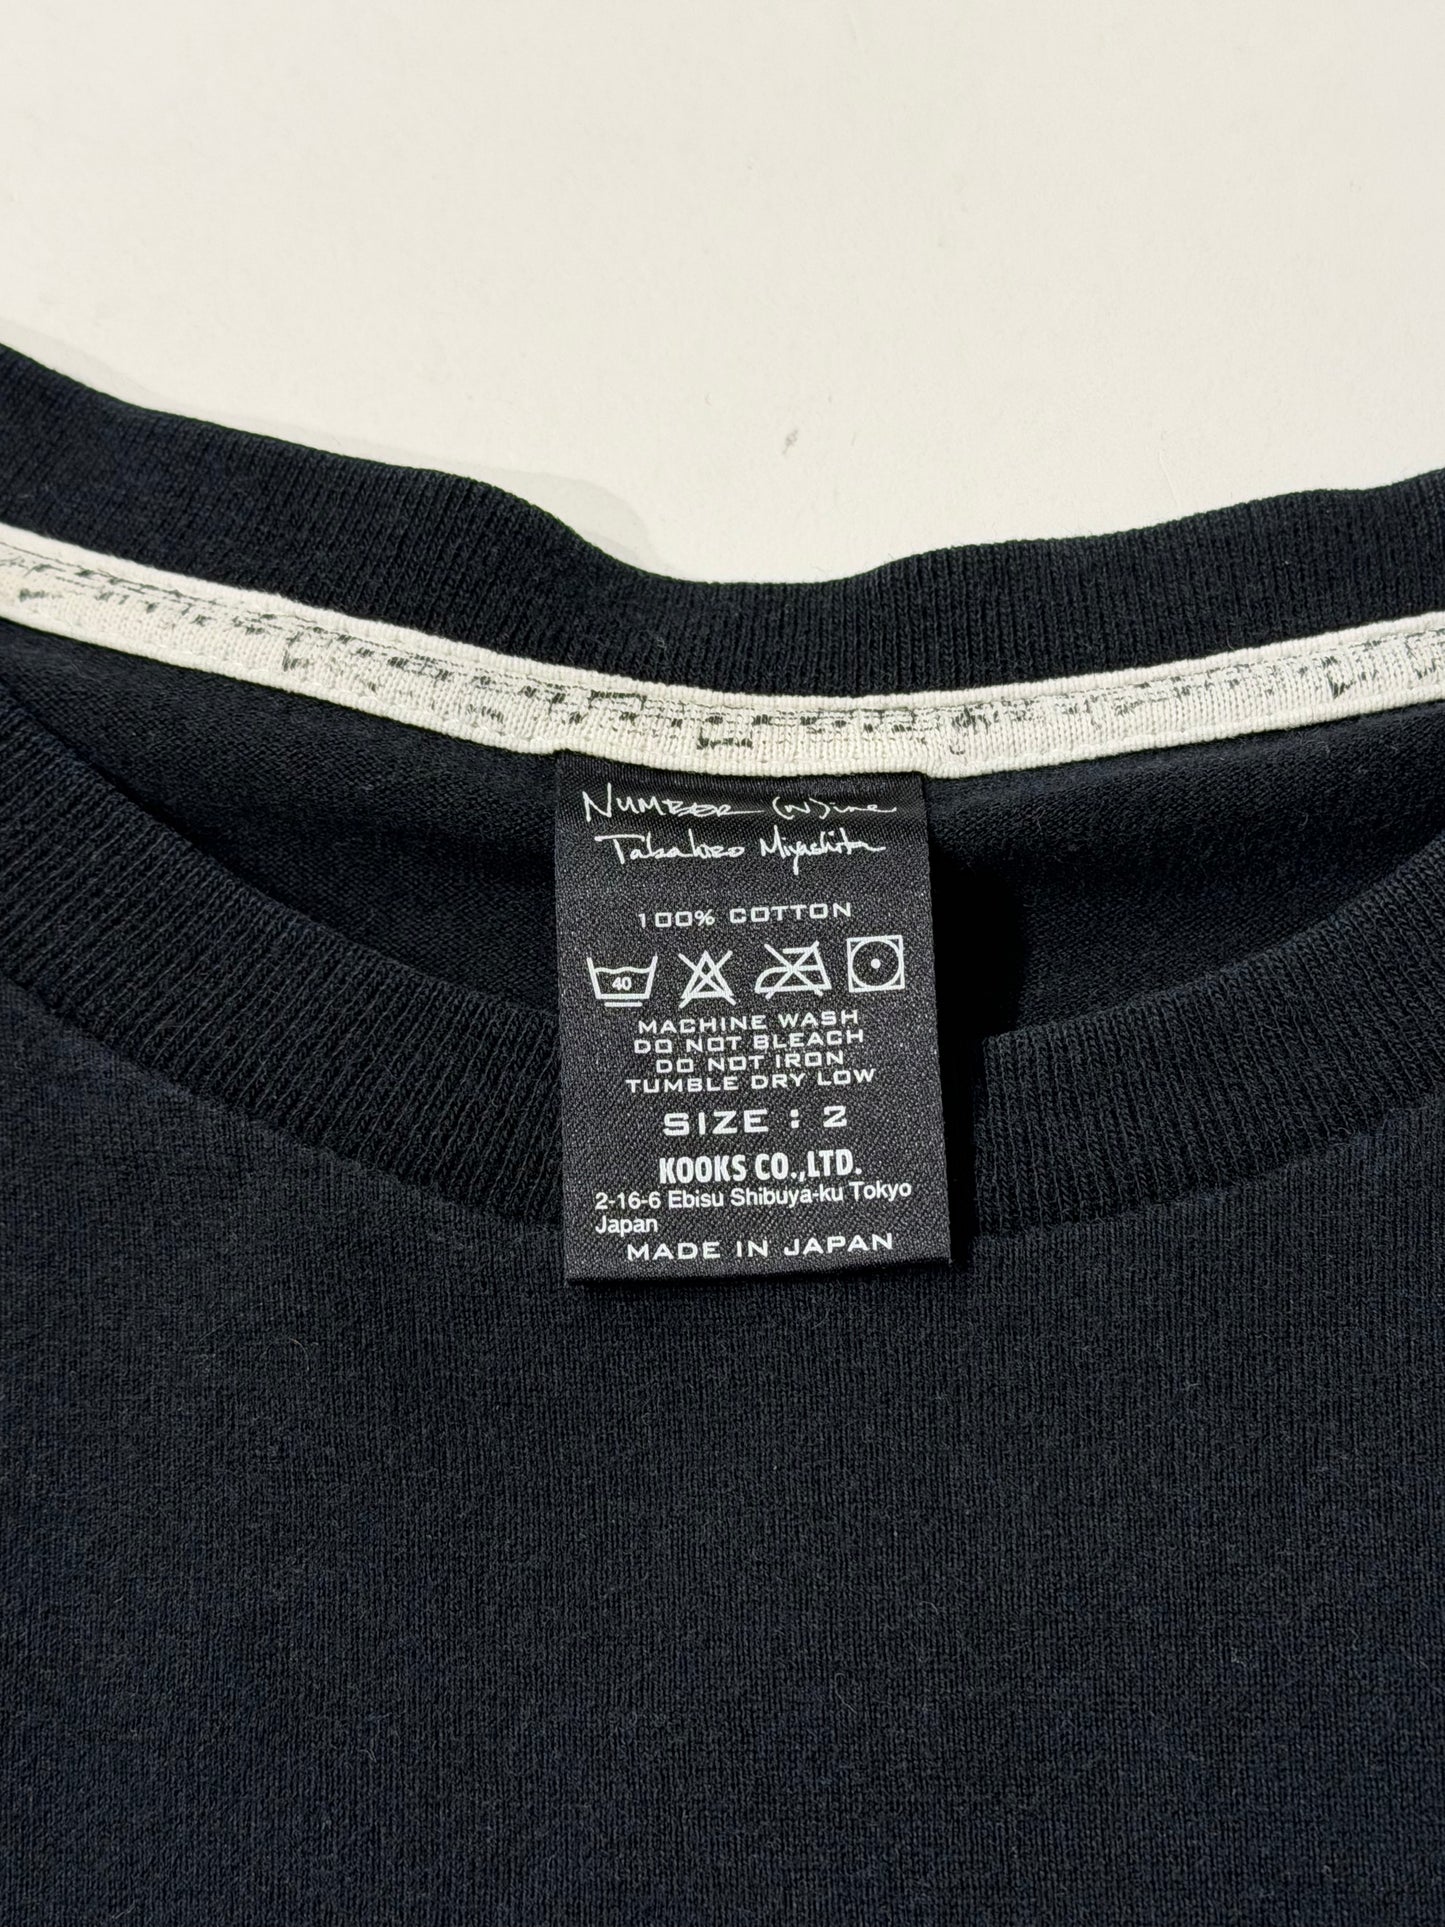 NUMBER (N)ine
Takahiro Miyashita
100% COTTON
40
MACHINE WASH
DO NOT BLEACH
DO NOT IRON
TUMBLE DRY LOW
SIZE : 2
KOOKS CO.,LTD.
2-16-6 Ebisu Shibuya-ku Tokyo
Japan
MADE IN JAPAN